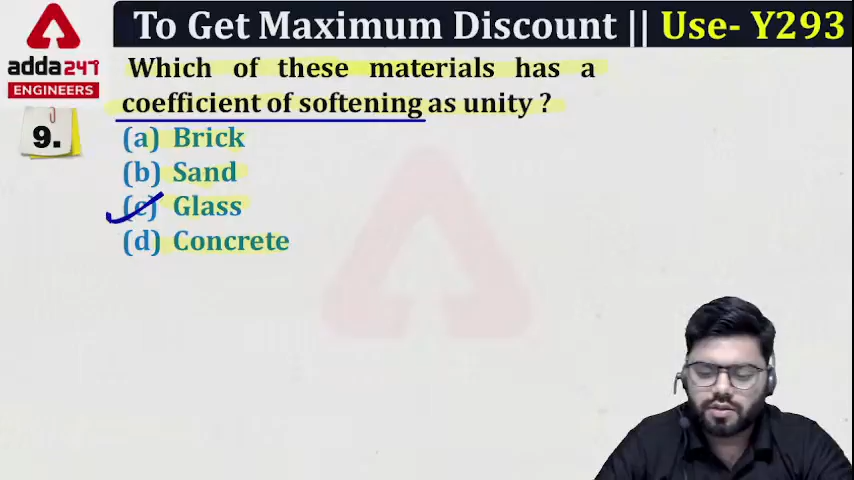 To Get Maximum Discount || Use- Y293
adda247
ENGINEERS
9.
Which of these materials has a
coefficient of softening as unity ?
(a) Brick
(b) Sand
(c) Glass
(d) Concrete